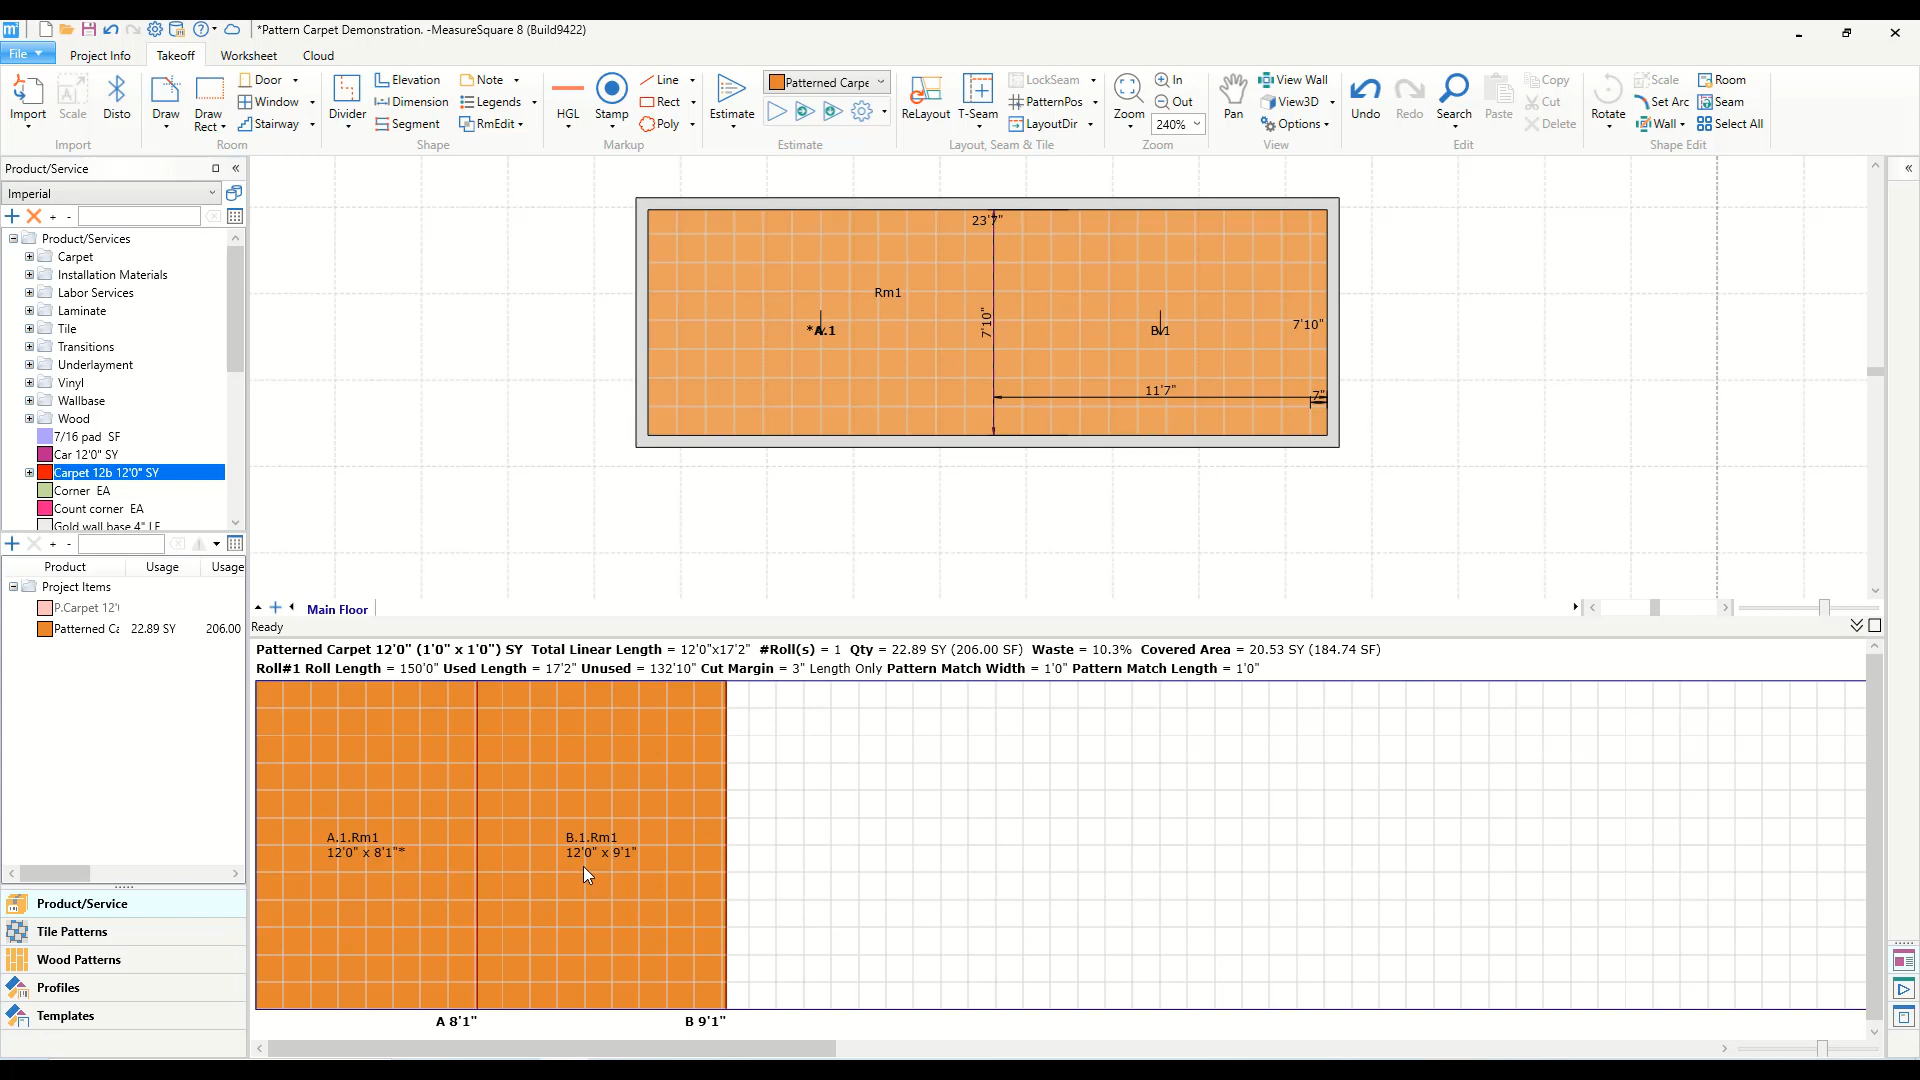 *Pattern Carpet Demonstration. -MeasureSquare 8 (Build9422)
File Project Info Takeoff Worksheet Cloud
Import Scale Disto
Import
Draw Draw Rect Door Window Stairway
Room
Divider Elevation Dimension Segment Note Legends RmEdit
Shape
HGL Stamp Line Rect Poly
Markup
Estimate Patterned Carpe
Estimate
ReLayout T-Seam LockSeam PatternPos LayoutDir
Layout, Seam & Tile
Zoom In Out 240%
Zoom
Pan View Wall View3D Options
View
Undo Redo Search Paste Copy Cut Delete
Edit
Rotate Scale Set Arc Wall Room Seam Select All
Shape Edit
Product/Service
Imperial
Product/Services
Carpet
Installation Materials
Labor Services
Laminate
Tile
Transitions
Underlayment
Vinyl
Wallbase
Wood
7/16 pad SF
Car 12'0" SY
Carpet 12b 12'0" SY
Corner EA
Count corner EA
Gold wall base 4" LF
Product Usage Usage
Project Items
P.Carpet 12'
Patterned Ca 22.89 SY 206.00
Product/Service
Tile Patterns
Wood Patterns
Profiles
Templates
23'7"
Rm1
*A.1
7'10"
B.1
7'10"
11'7"
7"
Main Floor
Ready
Patterned Carpet 12'0" (1'0" x 1'0") SY Total Linear Length = 12'0"x17'2" #Roll(s) = 1 Qty = 22.89 SY (206.00 SF) Waste = 10.3% Covered Area = 20.53 SY (184.74 SF)
Roll#1 Roll Length = 150'0" Used Length = 17'2" Unused = 132'10" Cut Margin = 3" Length Only Pattern Match Width = 1'0" Pattern Match Length = 1'0"
A.1.Rm1
12'0" x 8'1"*
B.1.Rm1
12'0" x 9'1"
A 8'1"
B 9'1"